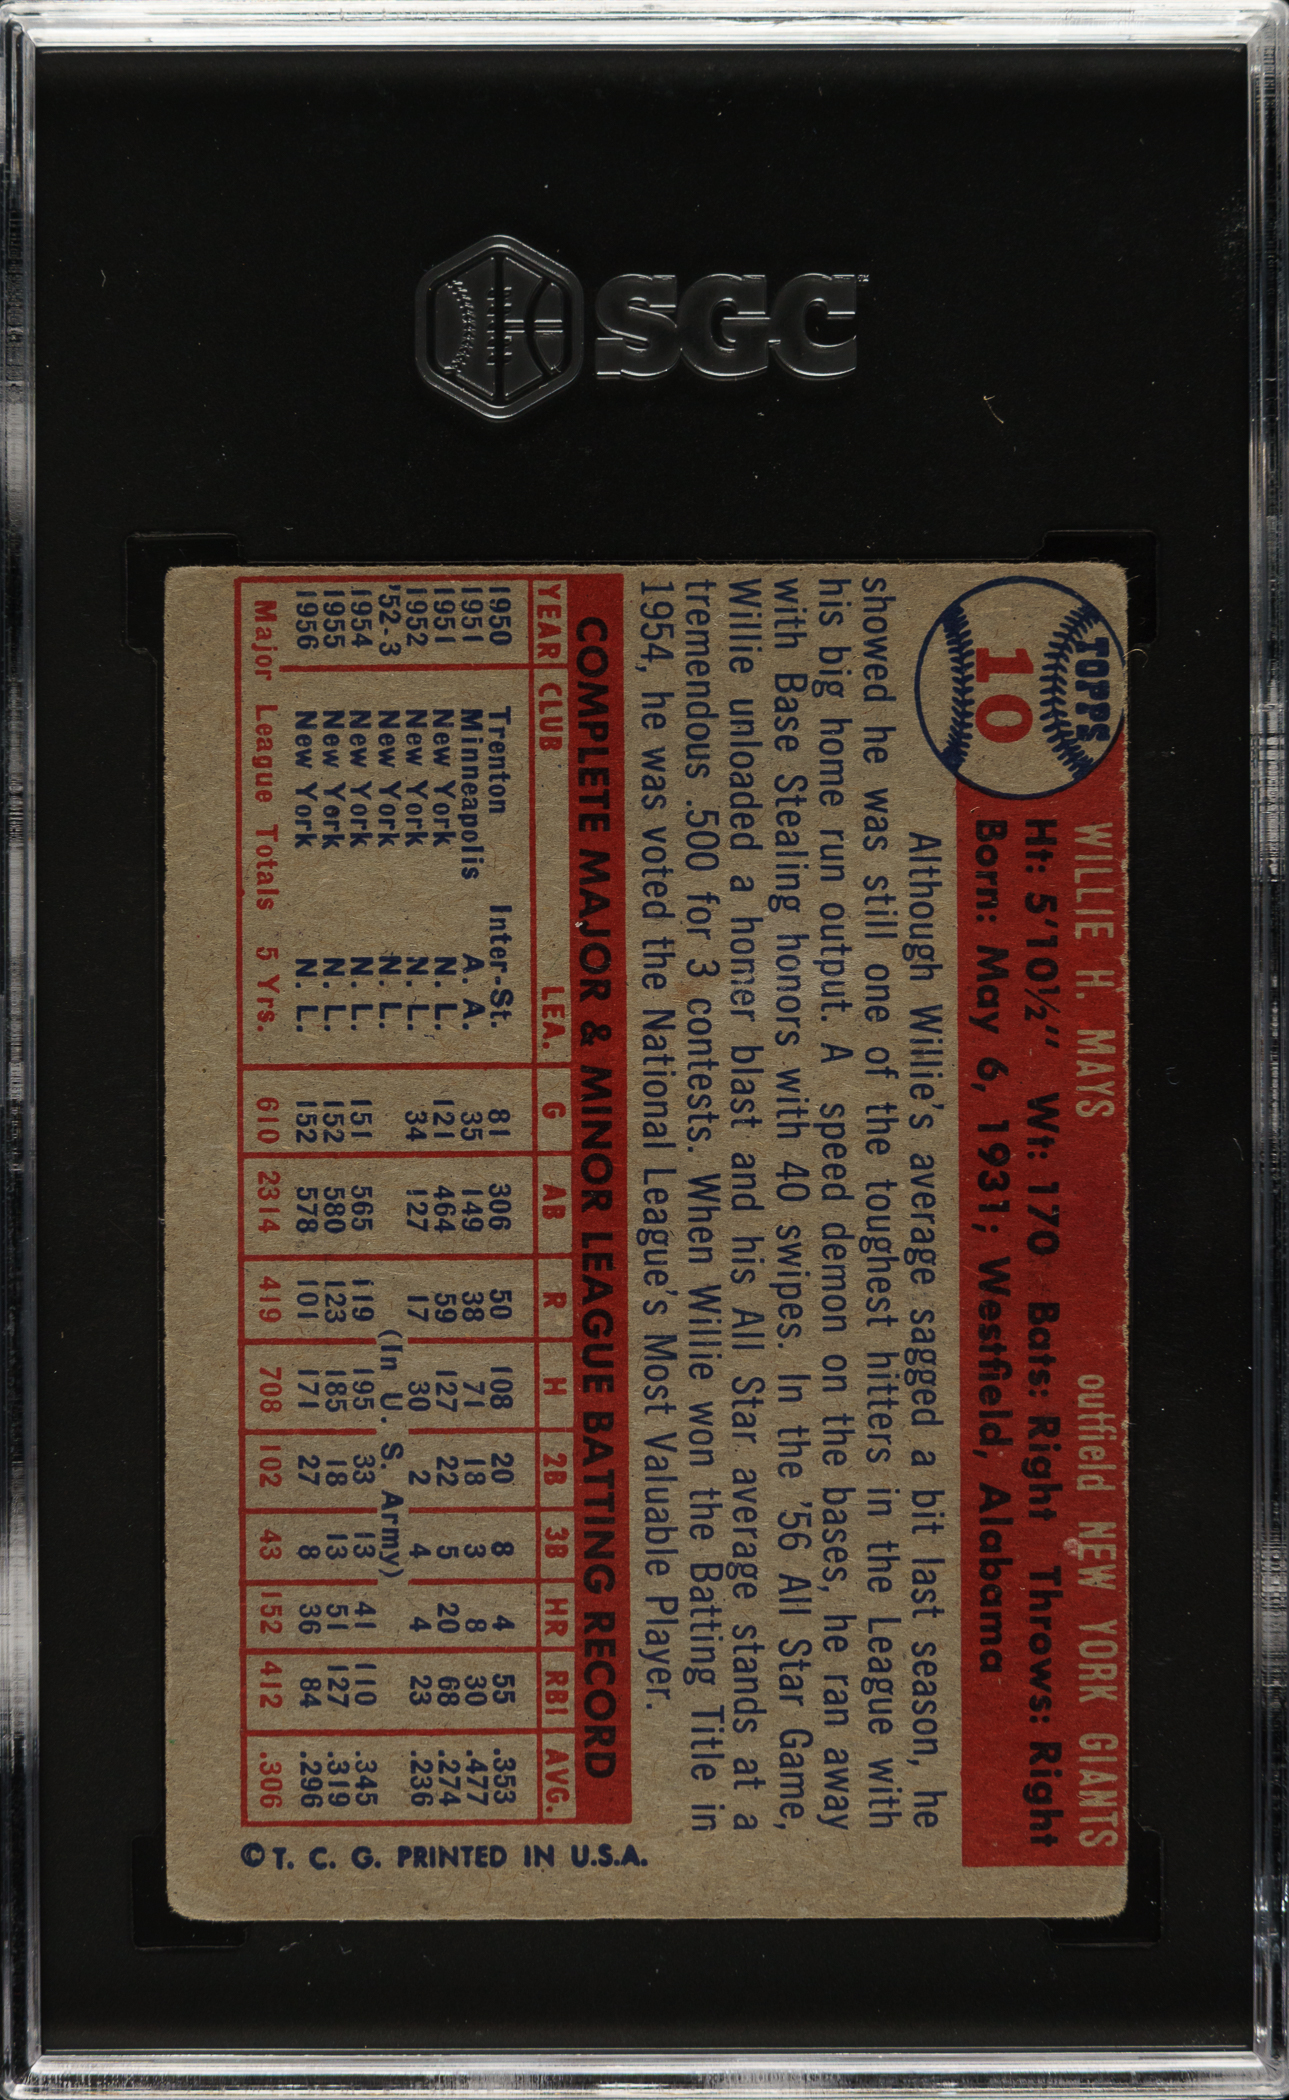 SGC
TOPPS
10
WILLIE H. MAYS outfield NEW YORK GIANTS
Ht: 5'10½" Wt: 170 Bats: Right Throws: Right
Born: May 6, 1931; Westfield, Alabama
Although Willie's average sagged a bit last season, he
showed he was still one of the toughest hitters in the League with
his big home run output. A speed demon on the bases, he ran away
with Base Stealing honors with 40 swipes. In the '56 All Star Game,
Willie unloaded a homer blast and his All Star average stands at a
tremendous .500 for 3 contests. When Willie won the Batting Title in
1954, he was voted the National League's Most Valuable Player.
COMPLETE MAJOR & MINOR LEAGUE BATTING RECORD
YEAR CLUB LEA. G AB R H 2B 3B HR RBI AVG.
1950 Trenton Inter-St. 81 306 50 108 20 8 4 55 .353
1951 Minneapolis A. A. 35 149 38 71 18 3 8 30 .477
1951 New York N. L. 121 464 59 127 22 5 20 68 .274
1952 New York N. L. 34 127 17 30 2 4 4 23 .236
'52-3 New York N. L. (In U. S. Army)
1954 New York N. L. 151 565 119 195 33 13 41 110 .345
1955 New York N. L. 152 580 123 185 18 13 51 127 .319
1956 New York N. L. 152 578 101 171 27 8 36 84 .296
Major League Totals 5 Yrs. 610 2314 419 708 102 43 152 412 .306
© T. C. G. PRINTED IN U.S.A.